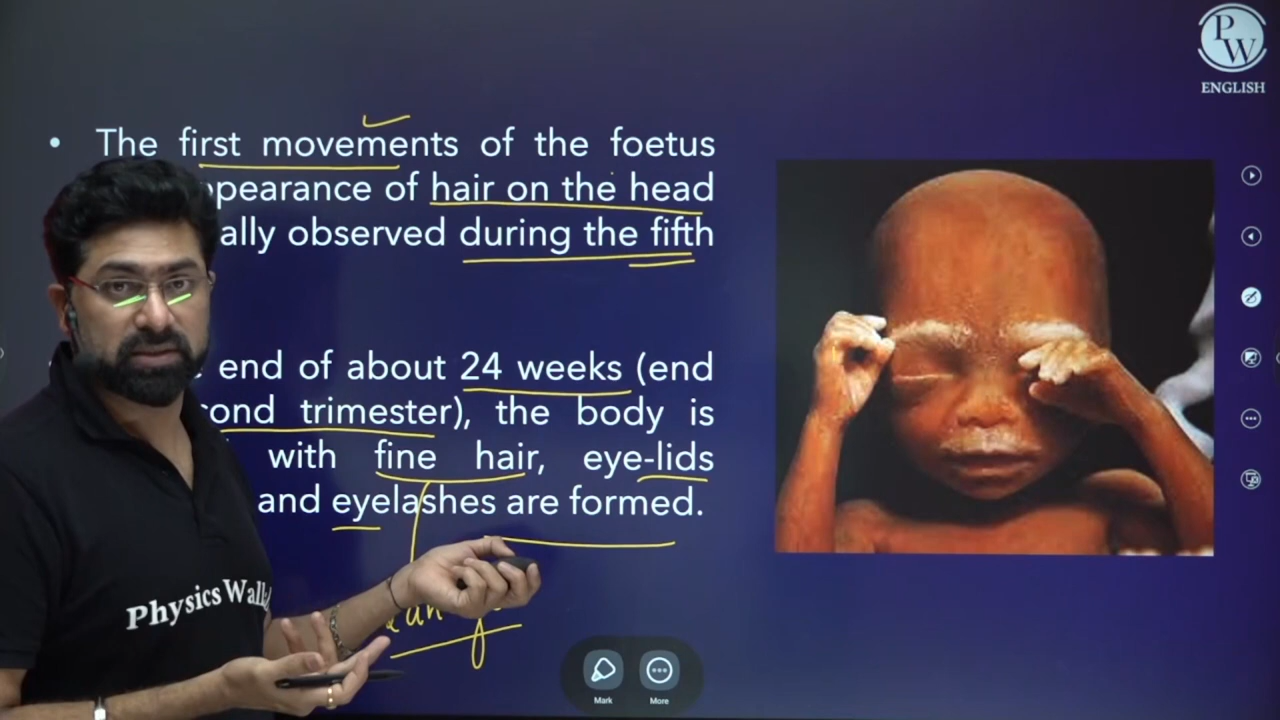 PW
ENGLISH
• The first movements of the foetus
pearance of hair on the head
ally observed during the fifth
end of about 24 weeks (end
cond trimester), the body is
with fine hair, eye-lids
and eyelashes are formed.
Physics Wall
Mark
More